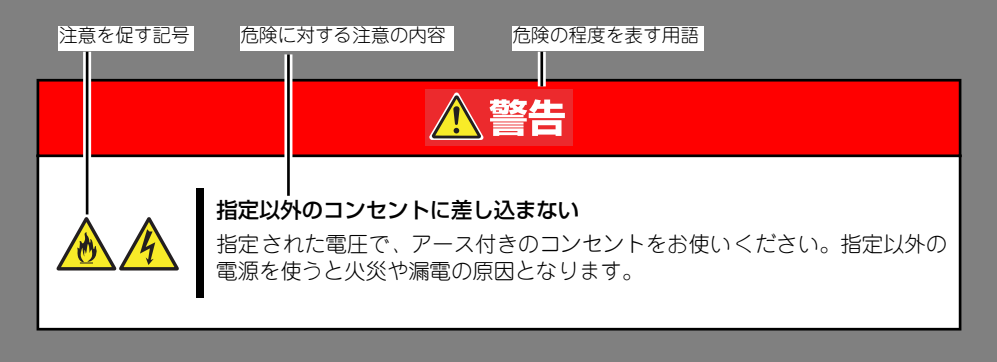 注意を促す記号
危険に対する注意の内容
危険の程度を表す用語
警告
指定以外のコンセントに差し込まない
指定された電圧で、アース付きのコンセントをお使いください。指定以外の
電源を使うと火災や漏電の原因となります。